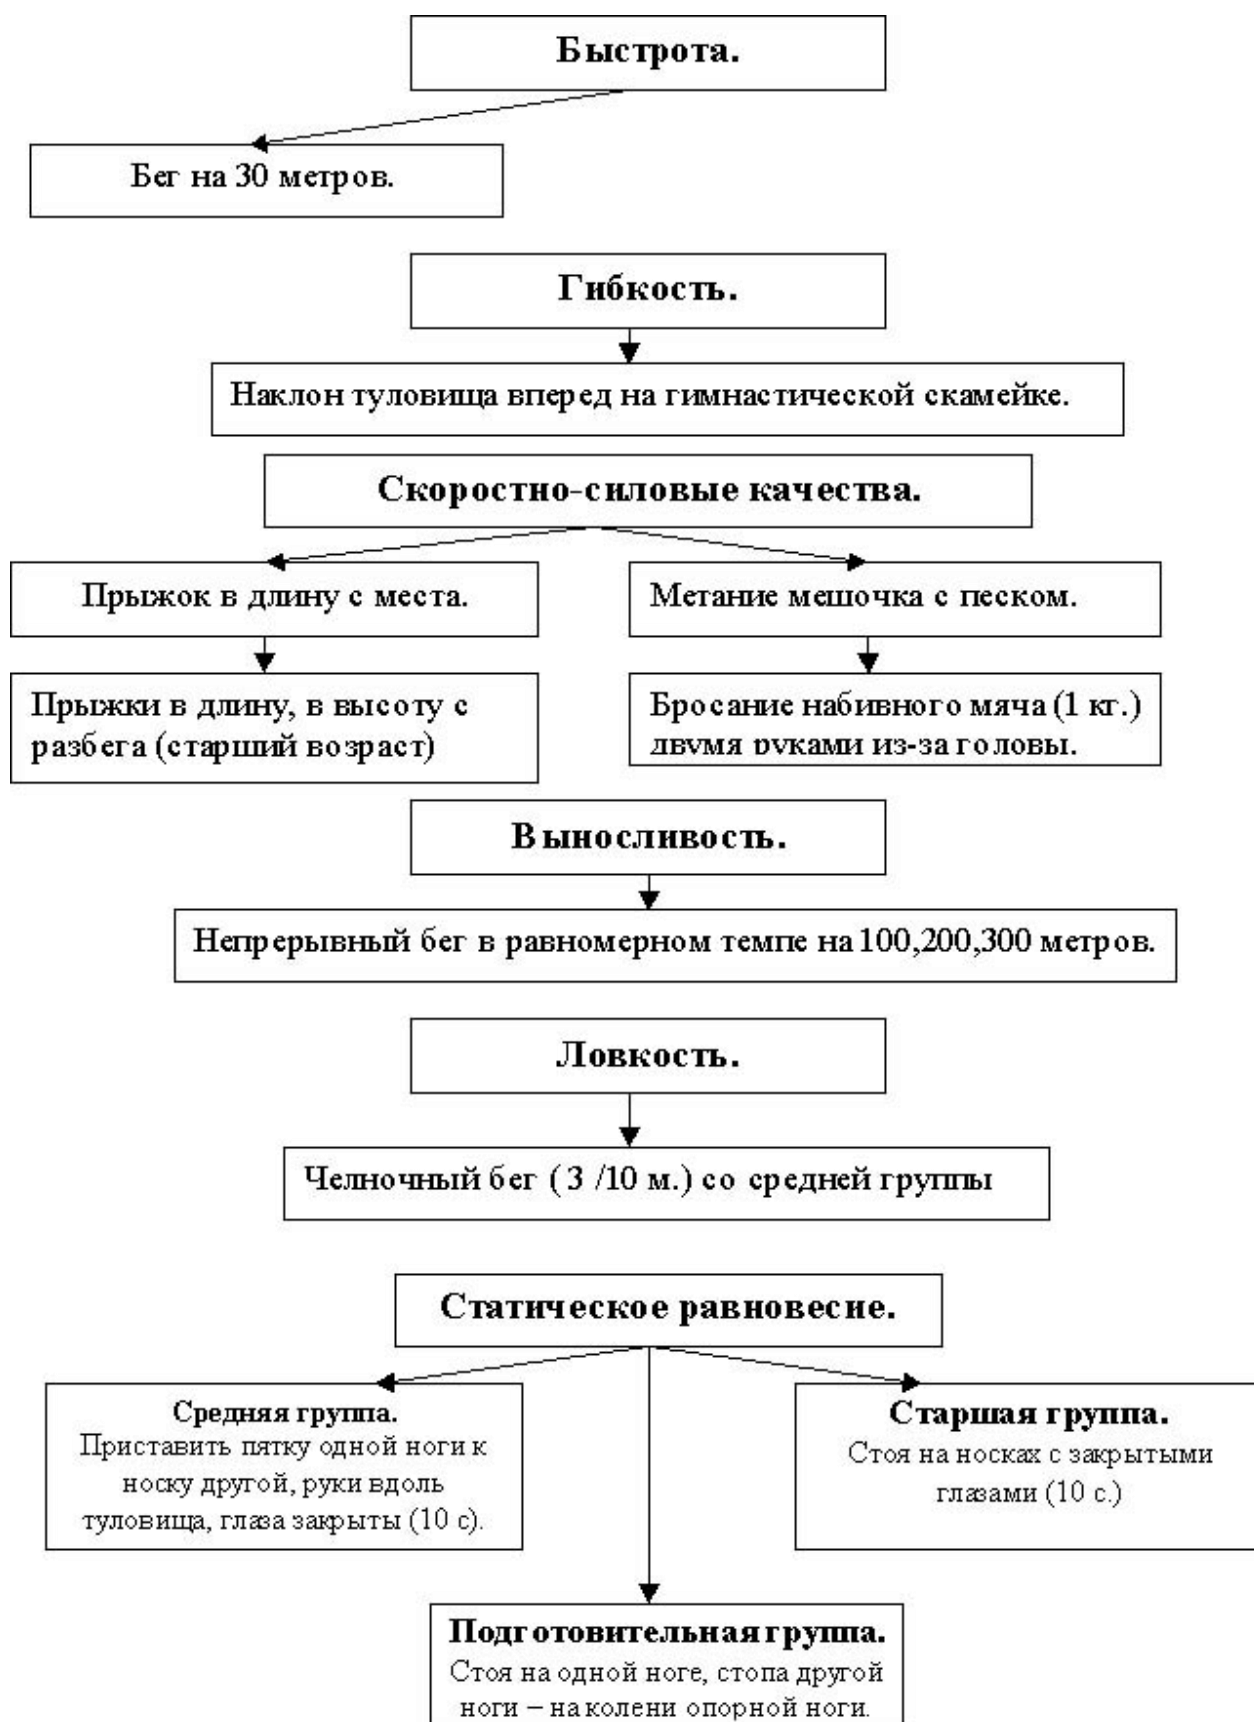 Быстрота.
Бег на 30 метров.
Гибкость.
Наклон туловища вперед на гимнастической скамейке.
Скоростно-силовые качества.
Прыжок в длину с места.
Метание мешочка с песком.
Прыжки в длину, в высоту с
разбега (старший возраст)
Бросание набивного мяча (1 кг.)
двумя руками из-за головы.
Выносливость.
Непрерывный бег в равномерном темпе на 100,200,300 метров.
Ловкость.
Челночный бег ( 3 /10 м.) со средней группы
Статическое равновесие.
Средняя группа.
Приставить пятку одной ноги к
носку другой, руки вдоль
туловища, глаза закрыты (10 с).
Старшая группа.
Стоя на носках с закрытыми
глазами (10 с.)
Подготовительная группа.
Стоя на одной ноге, стопа другой
ноги – на колени опорной ноги.